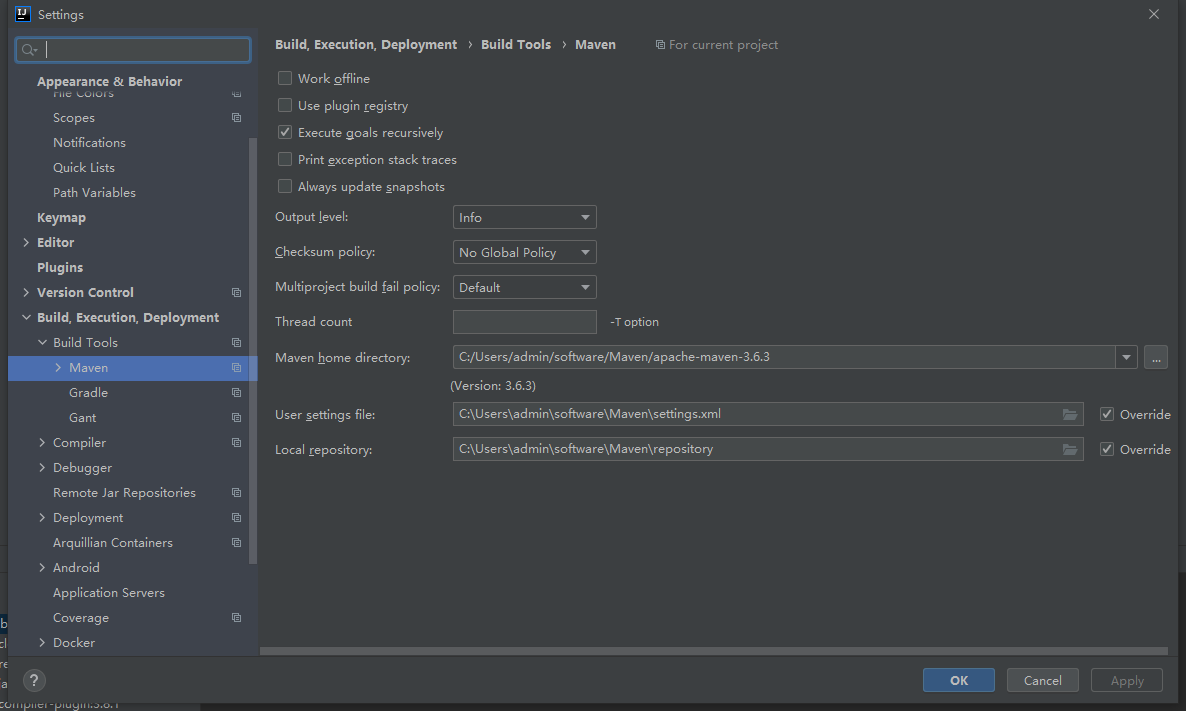 Settings
Build, Execution, Deployment › Build Tools › Maven For current project
Appearance & Behavior
File Colors
Scopes
Notifications
Quick Lists
Path Variables
Keymap
Editor
Plugins
Version Control
Build, Execution, Deployment
Build Tools
Maven
Gradle
Gant
Compiler
Debugger
Remote Jar Repositories
Deployment
Arquillian Containers
Android
Application Servers
Coverage
Docker
Work offline
Use plugin registry
Execute goals recursively
Print exception stack traces
Always update snapshots
Output level: Info
Checksum policy: No Global Policy
Multiproject build fail policy: Default
Thread count -T option
Maven home directory: C:/Users/admin/software/Maven/apache-maven-3.6.3 ...
(Version: 3.6.3)
User settings file: C:\Users\admin\software\Maven\settings.xml Override
Local repository: C:\Users\admin\software\Maven\repository Override
? OK Cancel Apply